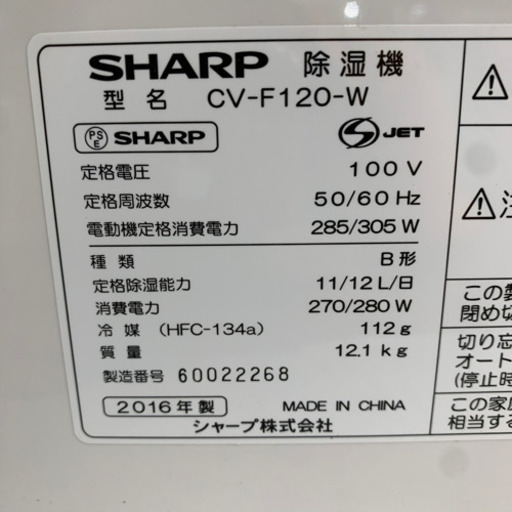 SHARP 除湿機
型名 CV-F120-W
PSE SHARP S JET
定格電圧 100 V
定格周波数 50/60 Hz
電動機定格消費電力 285/305 W
種類 B形
定格除湿能力 11/12 L/日
消費電力 270/280 W
冷媒 (HFC-134a) 112 g
質量 12.1 kg
製造番号 60022268
2016年製 MADE IN CHINA
シャープ株式会社
注
この製
閉め切
切り忘
オート
(停止時
この家
相当する